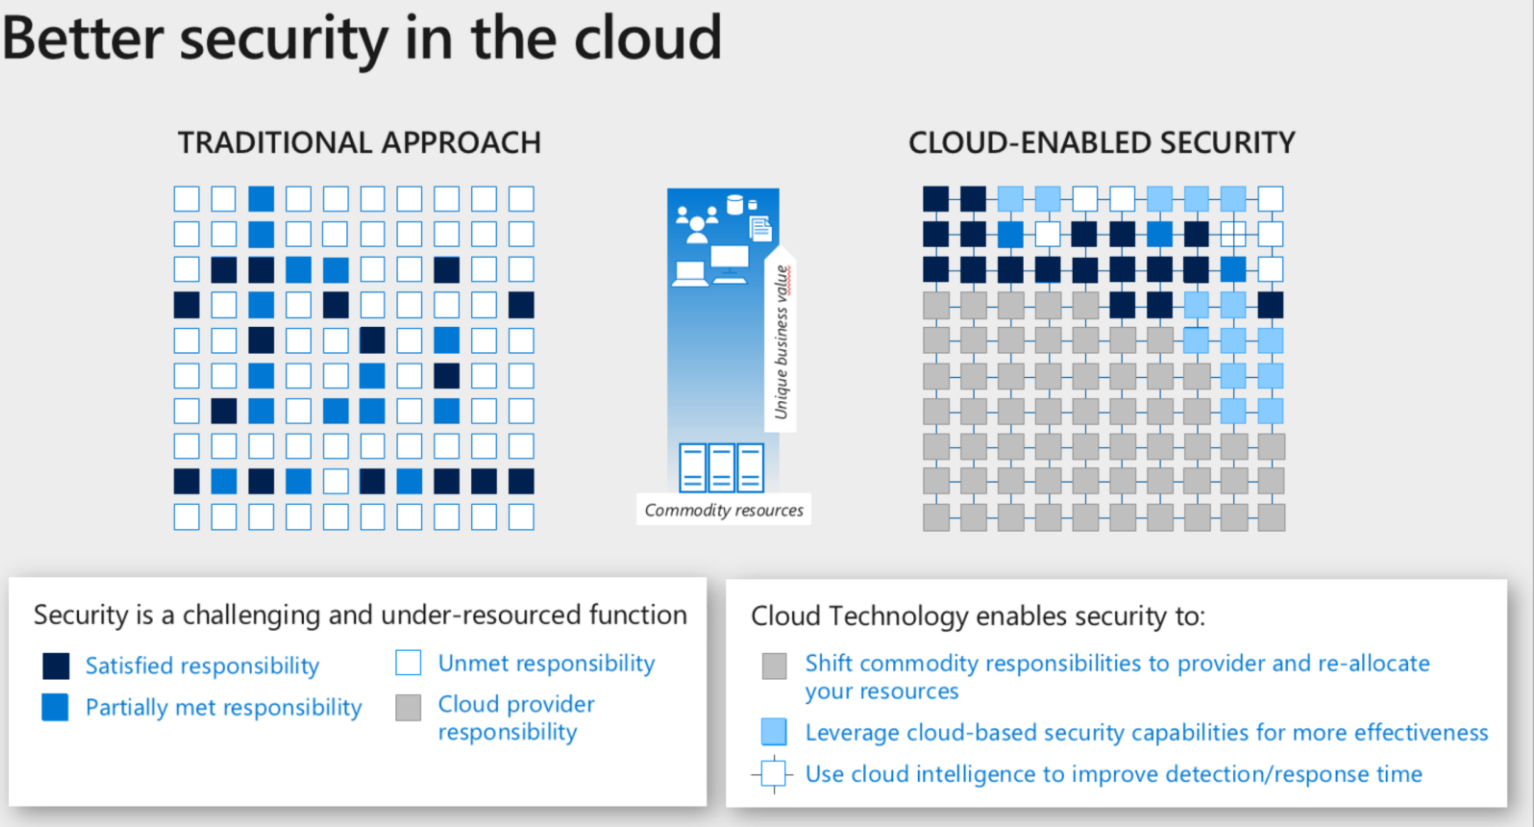 Better security in the cloud
TRADITIONAL APPROACH
CLOUD-ENABLED SECURITY
Unique business value
Commodity resources
Security is a challenging and under-resourced function
Satisfied responsibility
Unmet responsibility
Partially met responsibility
Cloud provider
responsibility
Cloud Technology enables security to:
Shift commodity responsibilities to provider and re-allocate
your resources
Leverage cloud-based security capabilities for more effectiveness
Use cloud intelligence to improve detection/response time